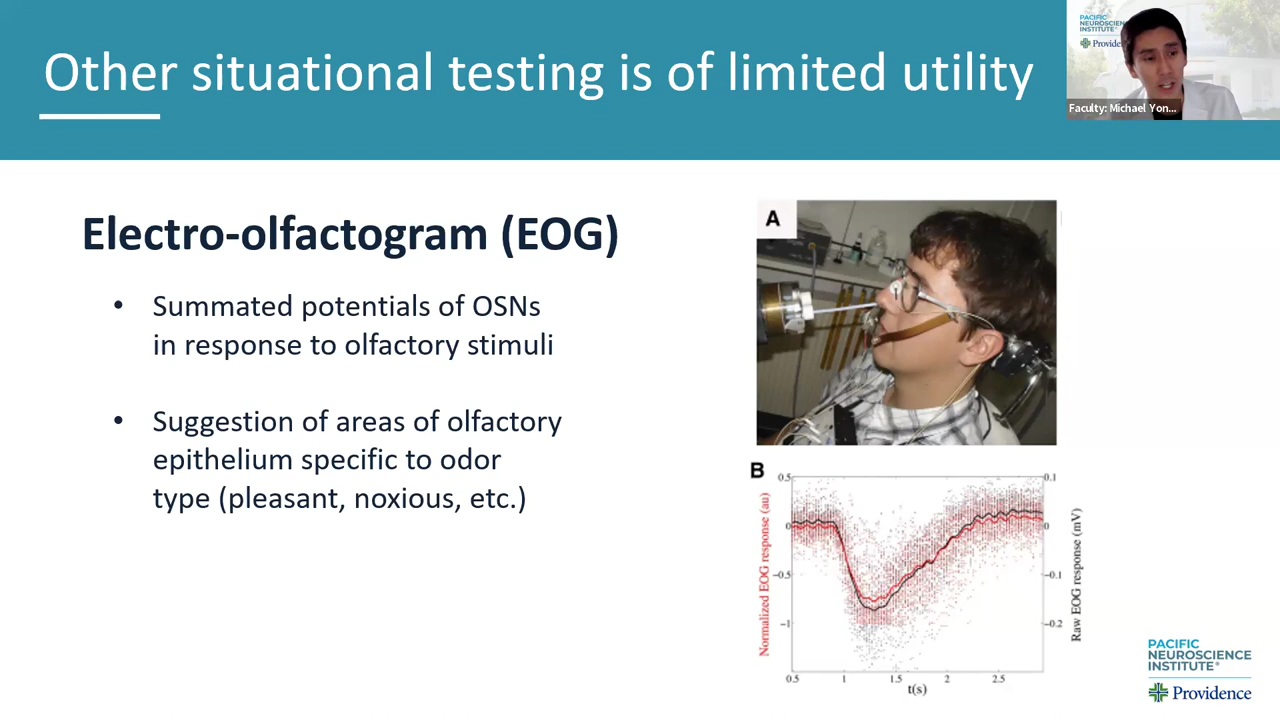 Other situational testing is of limited utility
PACIFIC
NEUROSCIENCE
INSTITUTE
Faculty: Michael Yon...
Electro-olfactogram (EOG)
• Summated potentials of OSNs
in response to olfactory stimuli
• Suggestion of areas of olfactory
epithelium specific to odor
type (pleasant, noxious, etc.)
A
B
Normalized EOG response (au)
0.5
0
−0.5
−1
0.1
0
−0.1
−0.2
Raw EOG response (mV)
0.5 1 1.5 2 2.5
t(s)
PACIFIC
NEUROSCIENCE
INSTITUTE®
Providence